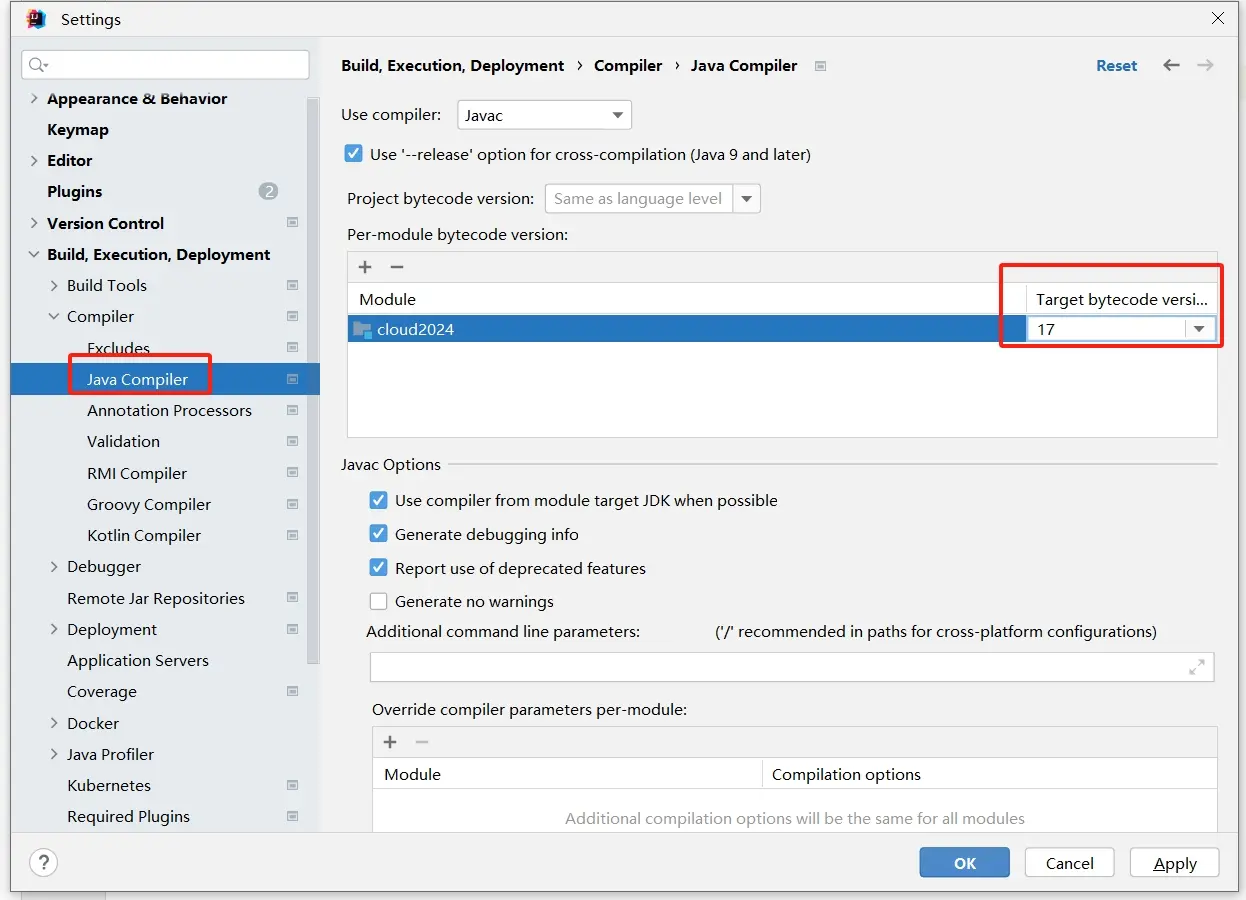 Settings
Appearance & Behavior
Keymap
Editor
Plugins 2
Version Control
Build, Execution, Deployment
Build Tools
Compiler
Excludes
Java Compiler
Annotation Processors
Validation
RMI Compiler
Groovy Compiler
Kotlin Compiler
Debugger
Remote Jar Repositories
Deployment
Application Servers
Coverage
Docker
Java Profiler
Kubernetes
Required Plugins
Build, Execution, Deployment › Compiler › Java Compiler
Reset
Use compiler: Javac
Use '--release' option for cross-compilation (Java 9 and later)
Project bytecode version: Same as language level
Per-module bytecode version:
Module Target bytecode versi...
cloud2024 17
Javac Options
Use compiler from module target JDK when possible
Generate debugging info
Report use of deprecated features
Generate no warnings
Additional command line parameters: ('/' recommended in paths for cross-platform configurations)
Override compiler parameters per-module:
Module Compilation options
Additional compilation options will be the same for all modules
? OK Cancel Apply